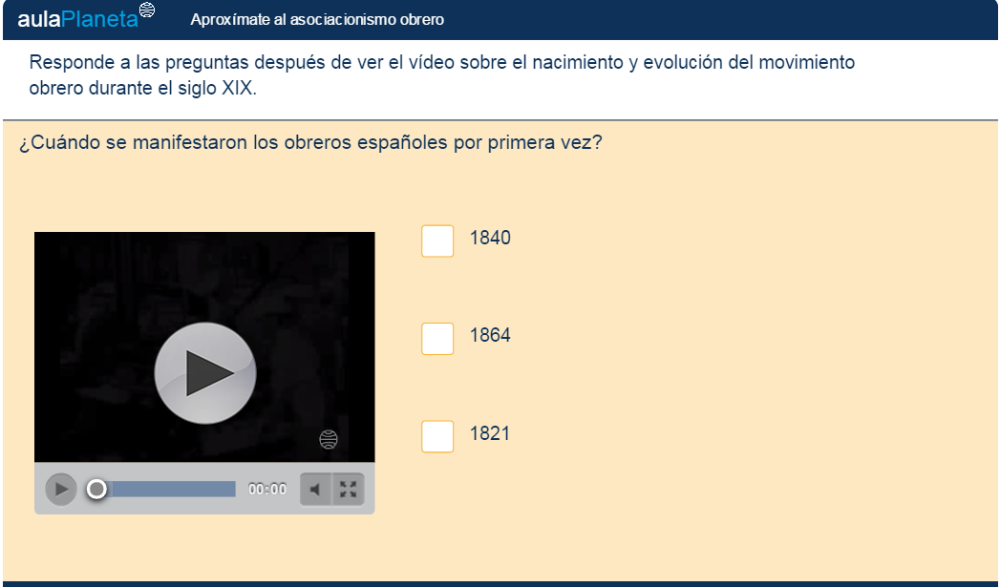 aulaPlaneta
Aproxímate al asociacionismo obrero
Responde a las preguntas después de ver el vídeo sobre el nacimiento y evolución del movimiento
obrero durante el siglo XIX.
¿Cuándo se manifestaron los obreros españoles por primera vez?
1840
1864
1821
00:00